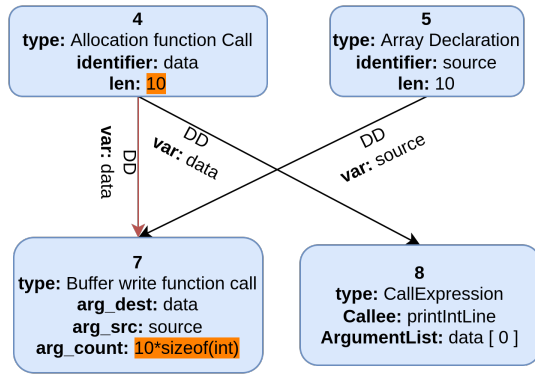 4
type: Allocation function Call
identifier: data
len: 10
5
type: Array Declaration
identifier: source
len: 10
DD
var: data
DD
var: data
DD
var: source
7
type: Buffer write function call
arg_dest: data
arg_src: source
arg_count: 10*sizeof(int)
8
type: CallExpression
Callee: printIntLine
ArgumentList: data [ 0 ]